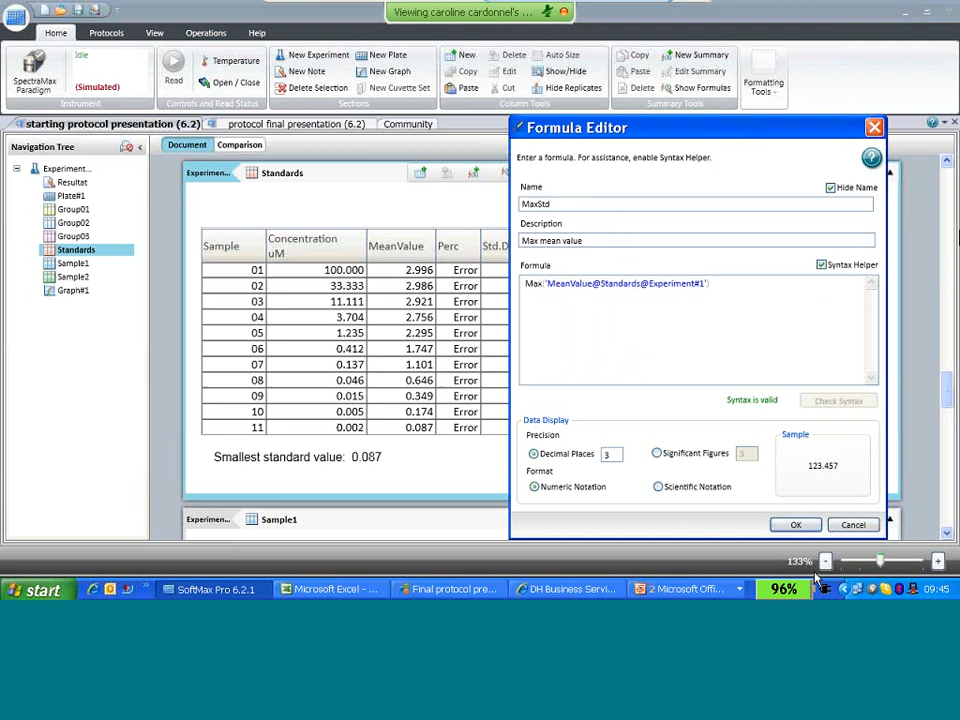 Viewing caroline cardonnel's ...
Home Protocols View Operations Help
SpectraMax Paradigm
Idle
(Simulated)
Instrument
Read
Temperature
Open / Close
Controls and Read Status
New Experiment New Plate
New Note New Graph
Delete Selection New Cuvette Set
Sections
New Delete Auto Size
Copy Edit Show/Hide
Paste Cut Hide Replicates
Column Tools
Copy New Summary
Paste Edit Summary
Delete Show Formulas
Summary Tools
Formatting Tools -
starting protocol presentation (6.2) protocol final presentation (6.2) Community
Navigation Tree
Experiment...
Resultat
Plate#1
Group01
Group02
Group03
Standards
Sample1
Sample2
Graph#1
Document Comparison
Experimen... Standards
Sample Concentration uM MeanValue Perc Std.D
01 100.000 2.996 Error
02 33.333 2.986 Error
03 11.111 2.921 Error
04 3.704 2.756 Error
05 1.235 2.295 Error
06 0.412 1.747 Error
07 0.137 1.101 Error
08 0.046 0.646 Error
09 0.015 0.349 Error
10 0.005 0.174 Error
11 0.002 0.087 Error
Smallest standard value: 0.087
Experimen... Sample1
Formula Editor
Enter a formula. For assistance, enable Syntax Helper.
Name Hide Name
MaxStd
Description
Max mean value
Formula Syntax Helper
Max('MeanValue@Standards@Experiment#1')
Syntax is valid Check Syntax
Data Display
Precision
Decimal Places 3 Significant Figures 3
Format
Numeric Notation Scientific Notation
Sample
123.457
OK Cancel
133% - +
start SoftMax Pro 6.2.1 Microsoft Excel - ... Final protocol pre... DH Business Servi... 2 Microsoft Offi... 96% 09:45